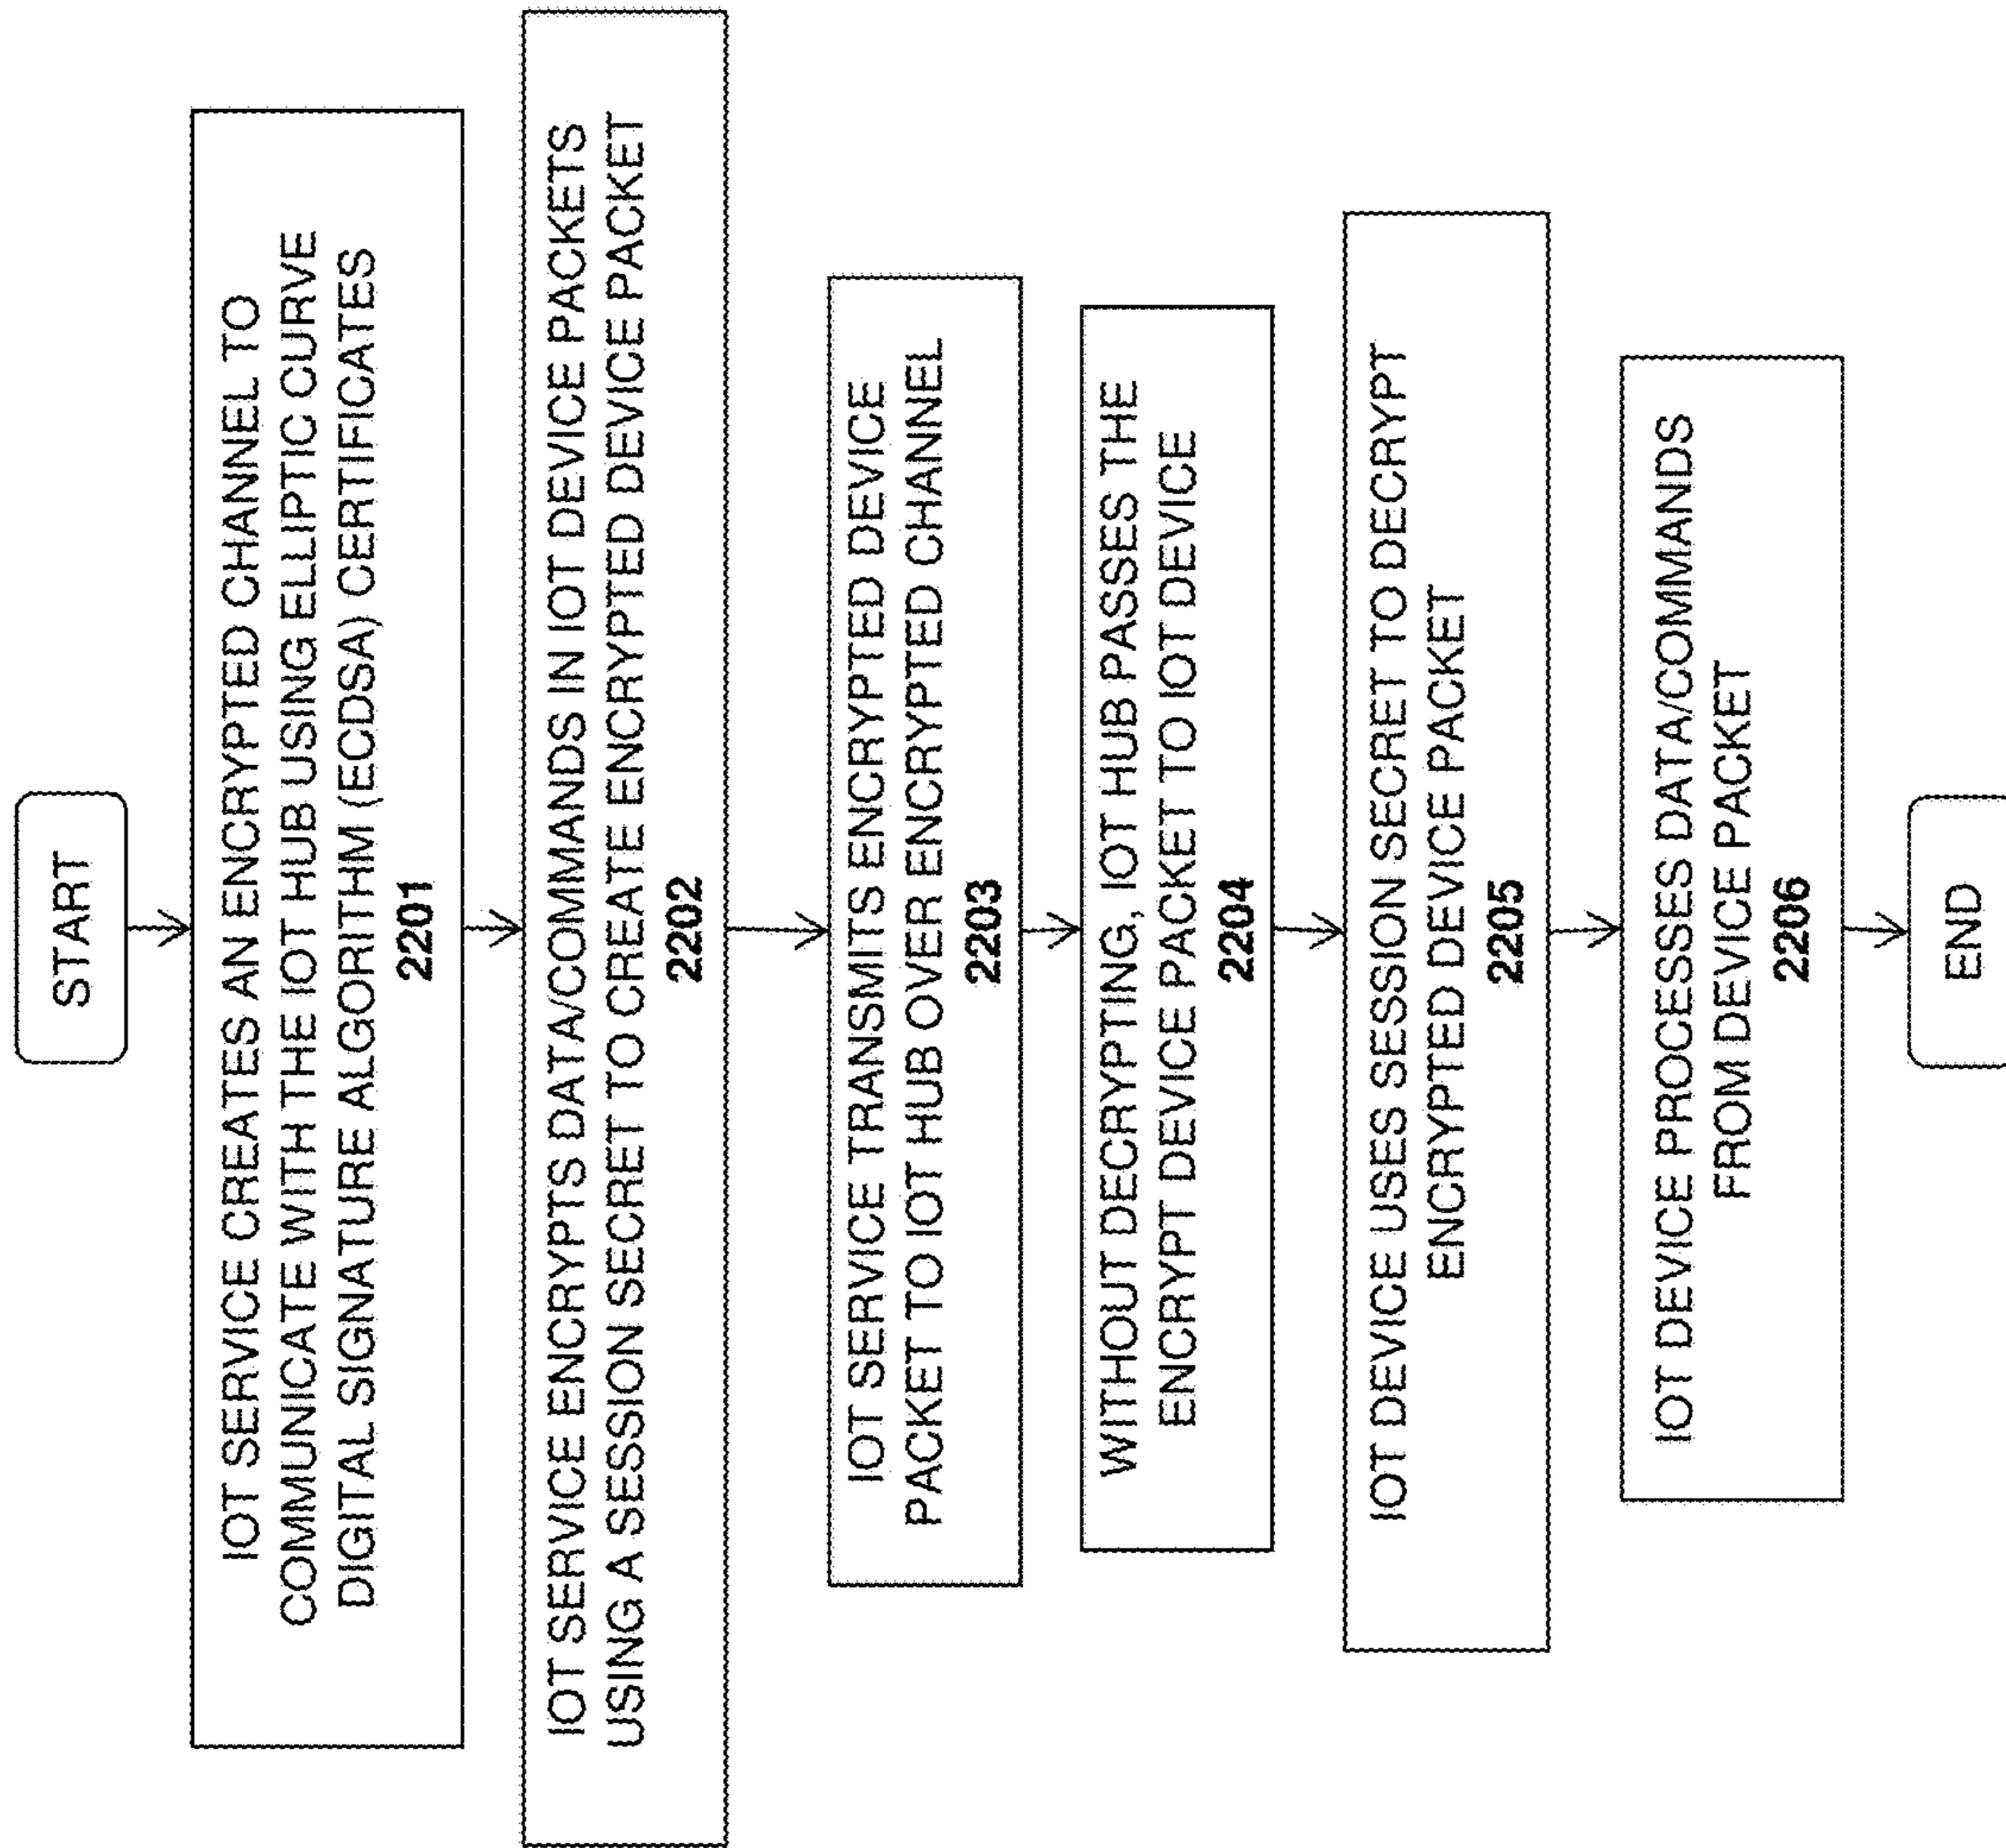 START
IOT SERVICE CREATES AN ENCRYPTED CHANNEL TO
COMMUNICATE WITH THE IOT HUB USING ELLIPTIC CURVE
DIGITAL SIGNATURE ALGORITHM (ECDSA) CERTIFICATES
2201
IOT SERVICE ENCRYPTS DATA/COMMANDS IN IOT DEVICE PACKETS
USING A SESSION SECRET TO CREATE ENCRYPTED DEVICE PACKET
2202
IOT SERVICE TRANSMITS ENCRYPTED DEVICE
PACKET TO IOT HUB OVER ENCRYPTED CHANNEL
2203
WITHOUT DECRYPTING, IOT HUB PASSES THE
ENCRYPT DEVICE PACKET TO IOT DEVICE
2204
IOT DEVICE USES SESSION SECRET TO DECRYPT
ENCRYPTED DEVICE PACKET
2205
IOT DEVICE PROCESSES DATA/COMMANDS
FROM DEVICE PACKET
2206
END